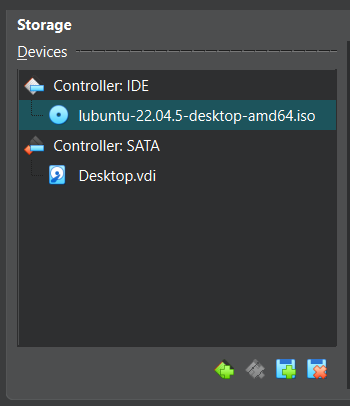 Storage
Devices
Controller: IDE
lubuntu-22.04.5-desktop-amd64.iso
Controller: SATA
Desktop.vdi